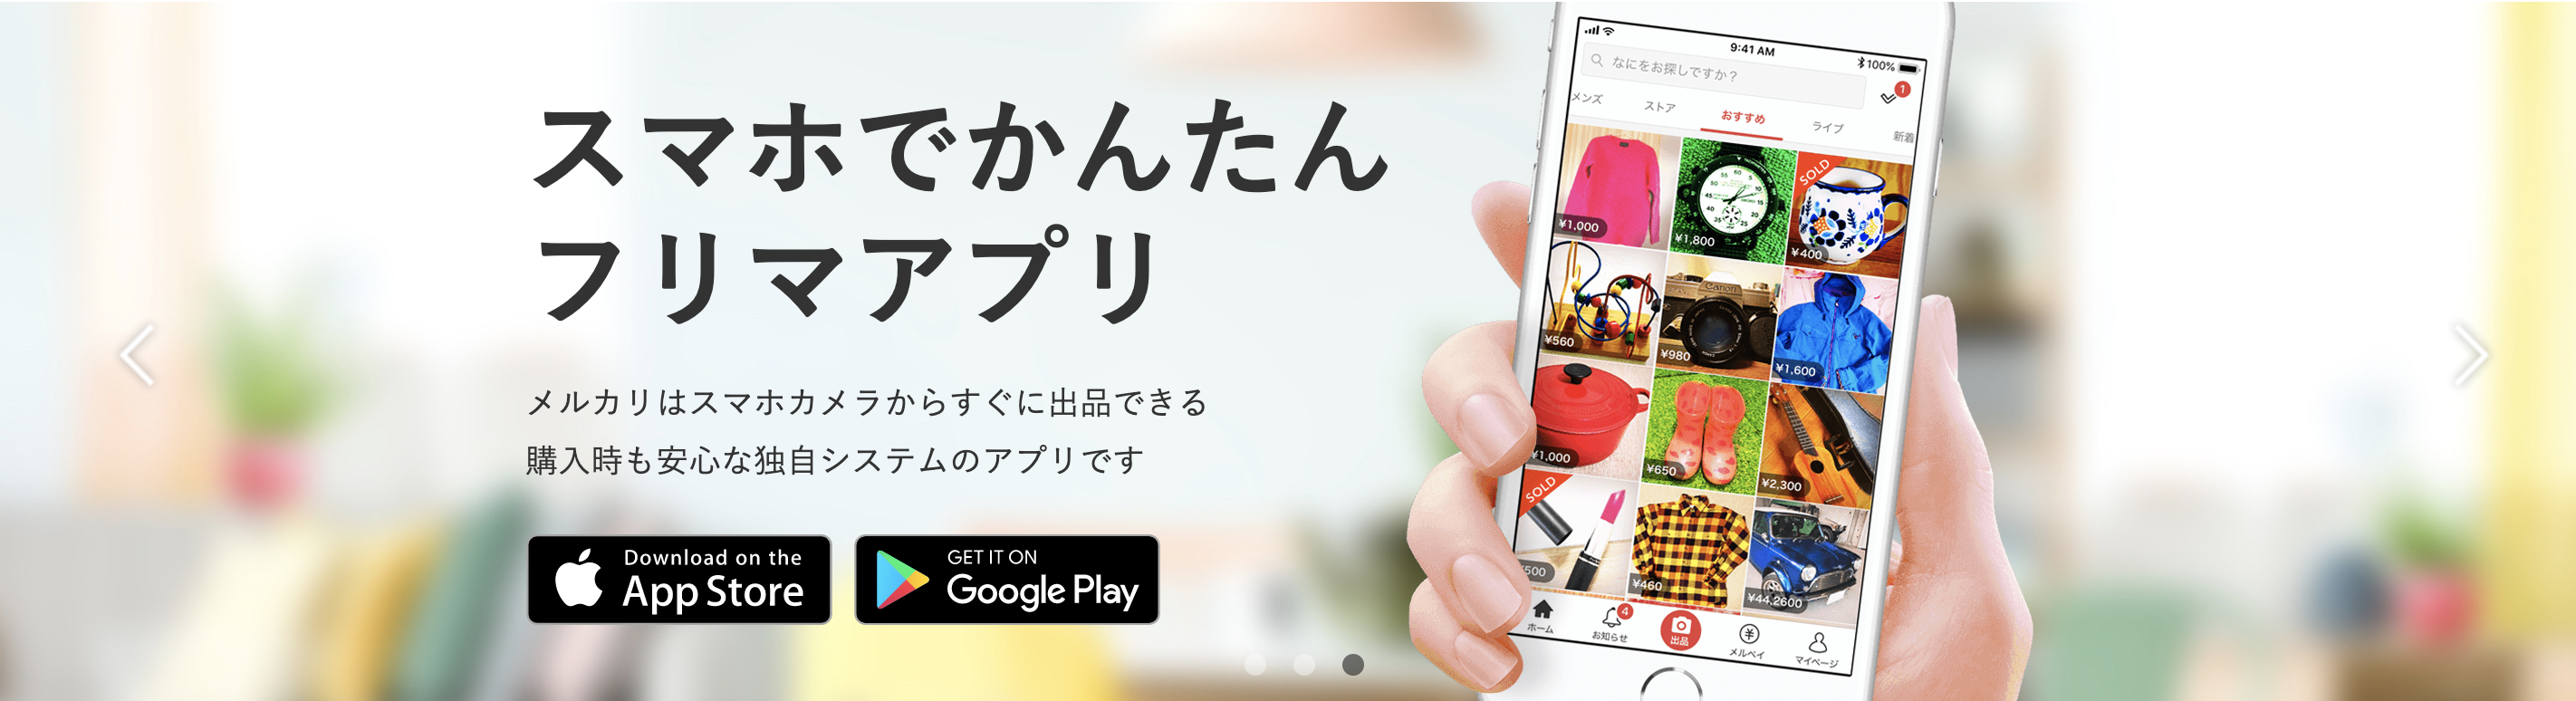 スマホでかんたん
フリマアプリ
メルカリはスマホカメラからすぐに出品できる
購入時も安心な独自システムのアプリです
Download on the
App Store
GET IT ON
Google Play
9:41 AM
100%
なにをお探しですか？
1
メンズ ストア おすすめ ライブ 新着
¥1,000
¥1,800
SOLD
¥400
¥560
Canon
¥980
¥1,600
¥1,000
¥650
¥2,300
SOLD
¥460
¥44,2600
ホーム
4
お知らせ
出品
メルペイ
マイページ